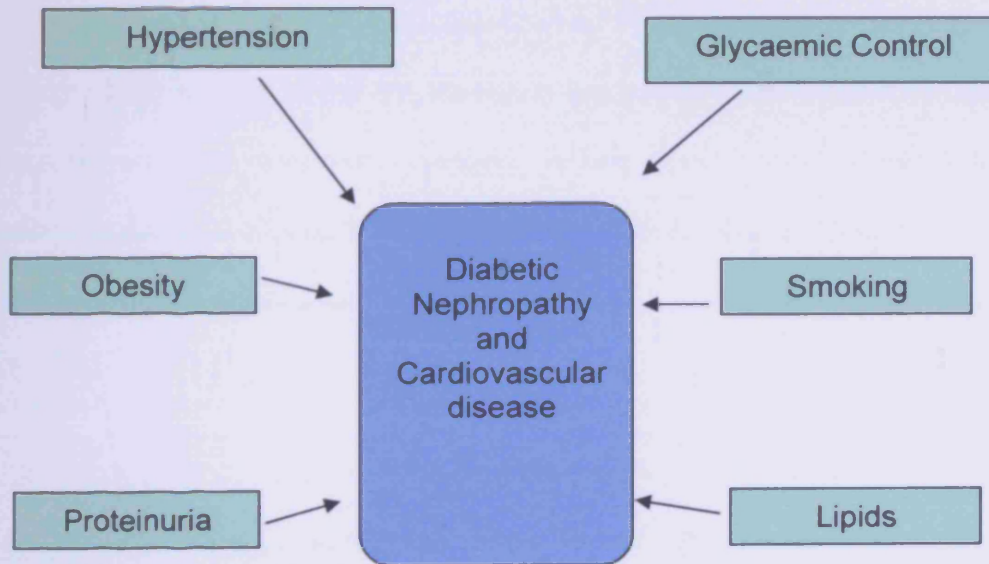 Hypertension
Glycaemic Control
Obesity
Diabetic
Nephropathy
and
Cardiovascular
disease
Smoking
Proteinuria
Lipids